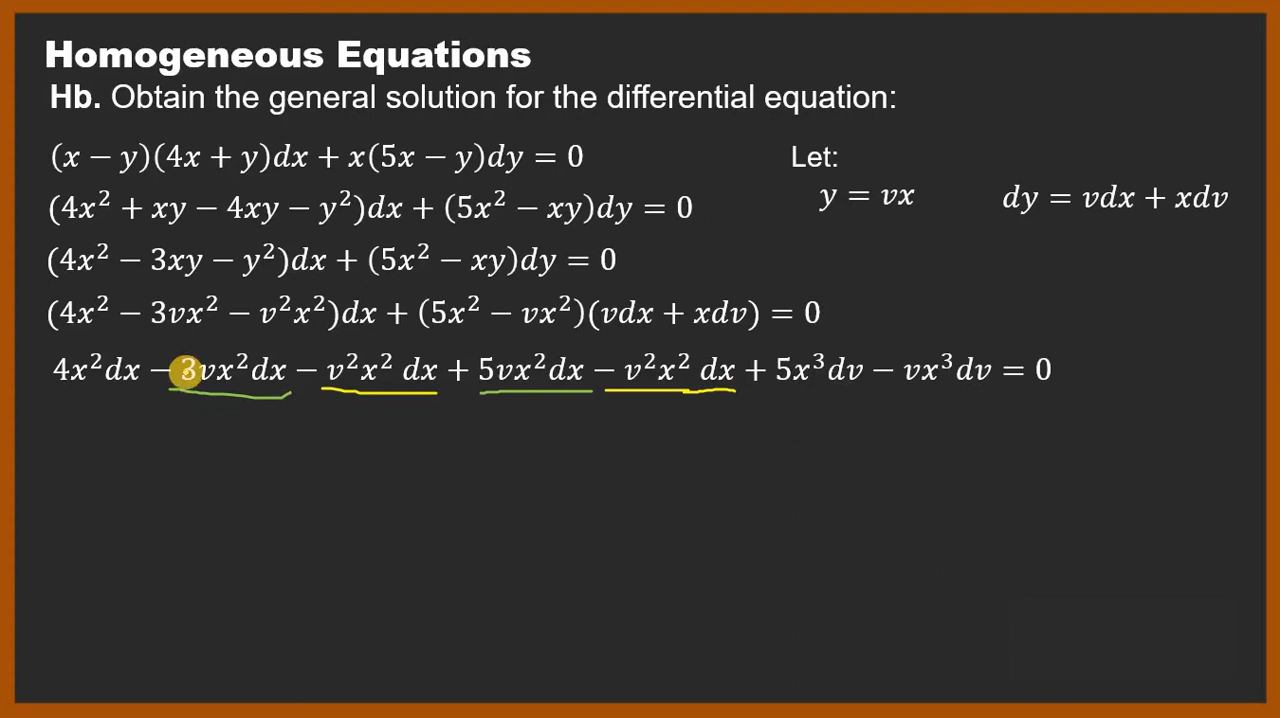 Homogeneous Equations
Hb. Obtain the general solution for the differential equation:
(x − y)(4x + y)dx + x(5x − y)dy = 0
Let:
y = vx
dy = vdx + xdv
(4x² + xy − 4xy − y²)dx + (5x² − xy)dy = 0
(4x² − 3xy − y²)dx + (5x² − xy)dy = 0
(4x² − 3vx² − v²x²)dx + (5x² − vx²)(vdx + xdv) = 0
4x²dx − 3vx²dx − v²x² dx + 5vx²dx − v²x² dx + 5x³dv − vx³dv = 0